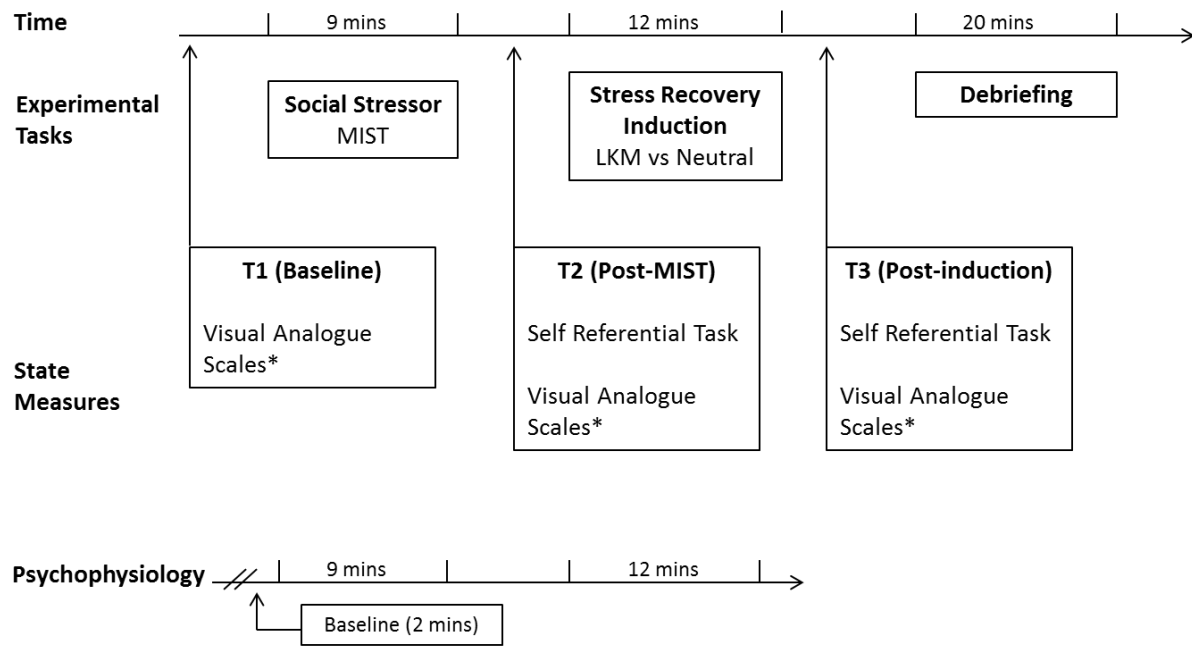 Time
9 mins
12 mins
20 mins
Experimental
Tasks
Social Stressor
MIST
Stress Recovery
Induction
LKM vs Neutral
Debriefing
State
Measures
T1 (Baseline)
Visual Analogue
Scales*
T2 (Post-MIST)
Self Referential Task
Visual Analogue
Scales*
T3 (Post-induction)
Self Referential Task
Visual Analogue
Scales*
Psychophysiology
9 mins
12 mins
Baseline (2 mins)